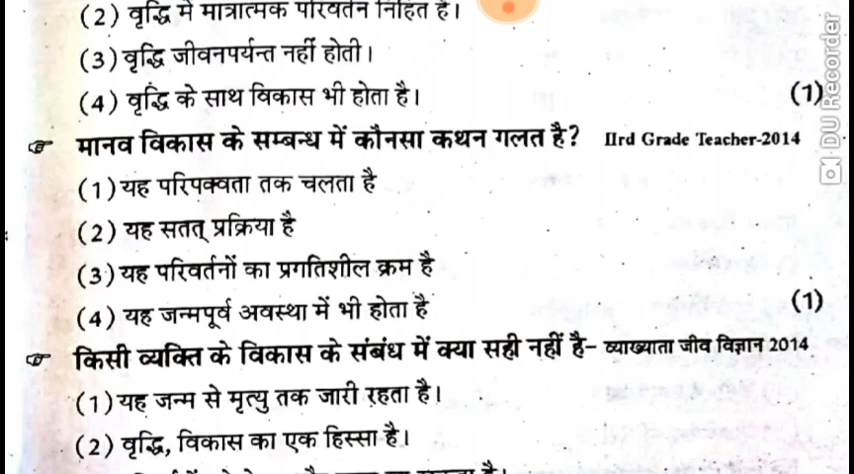 (2) वृद्धि में मात्रात्मक परिवर्तन निहित है।
(3) वृद्धि जीवनपर्यन्त नहीं होती।
(4) वृद्धि के साथ विकास भी होता है।
(1)
मानव विकास के सम्बन्ध में कौनसा कथन गलत है? IIrd Grade Teacher-2014
(1) यह परिपक्वता तक चलता है
(2) यह सतत् प्रक्रिया है
(3) यह परिवर्तनों का प्रगतिशील क्रम है
(4) यह जन्मपूर्व अवस्था में भी होता है
(1)
किसी व्यक्ति के विकास के संबंध में क्या सही नहीं है– व्याख्याता जीव विज्ञान 2014
(1) यह जन्म से मृत्यु तक जारी रहता है।
(2) वृद्धि, विकास का एक हिस्सा है।
DU Recorder